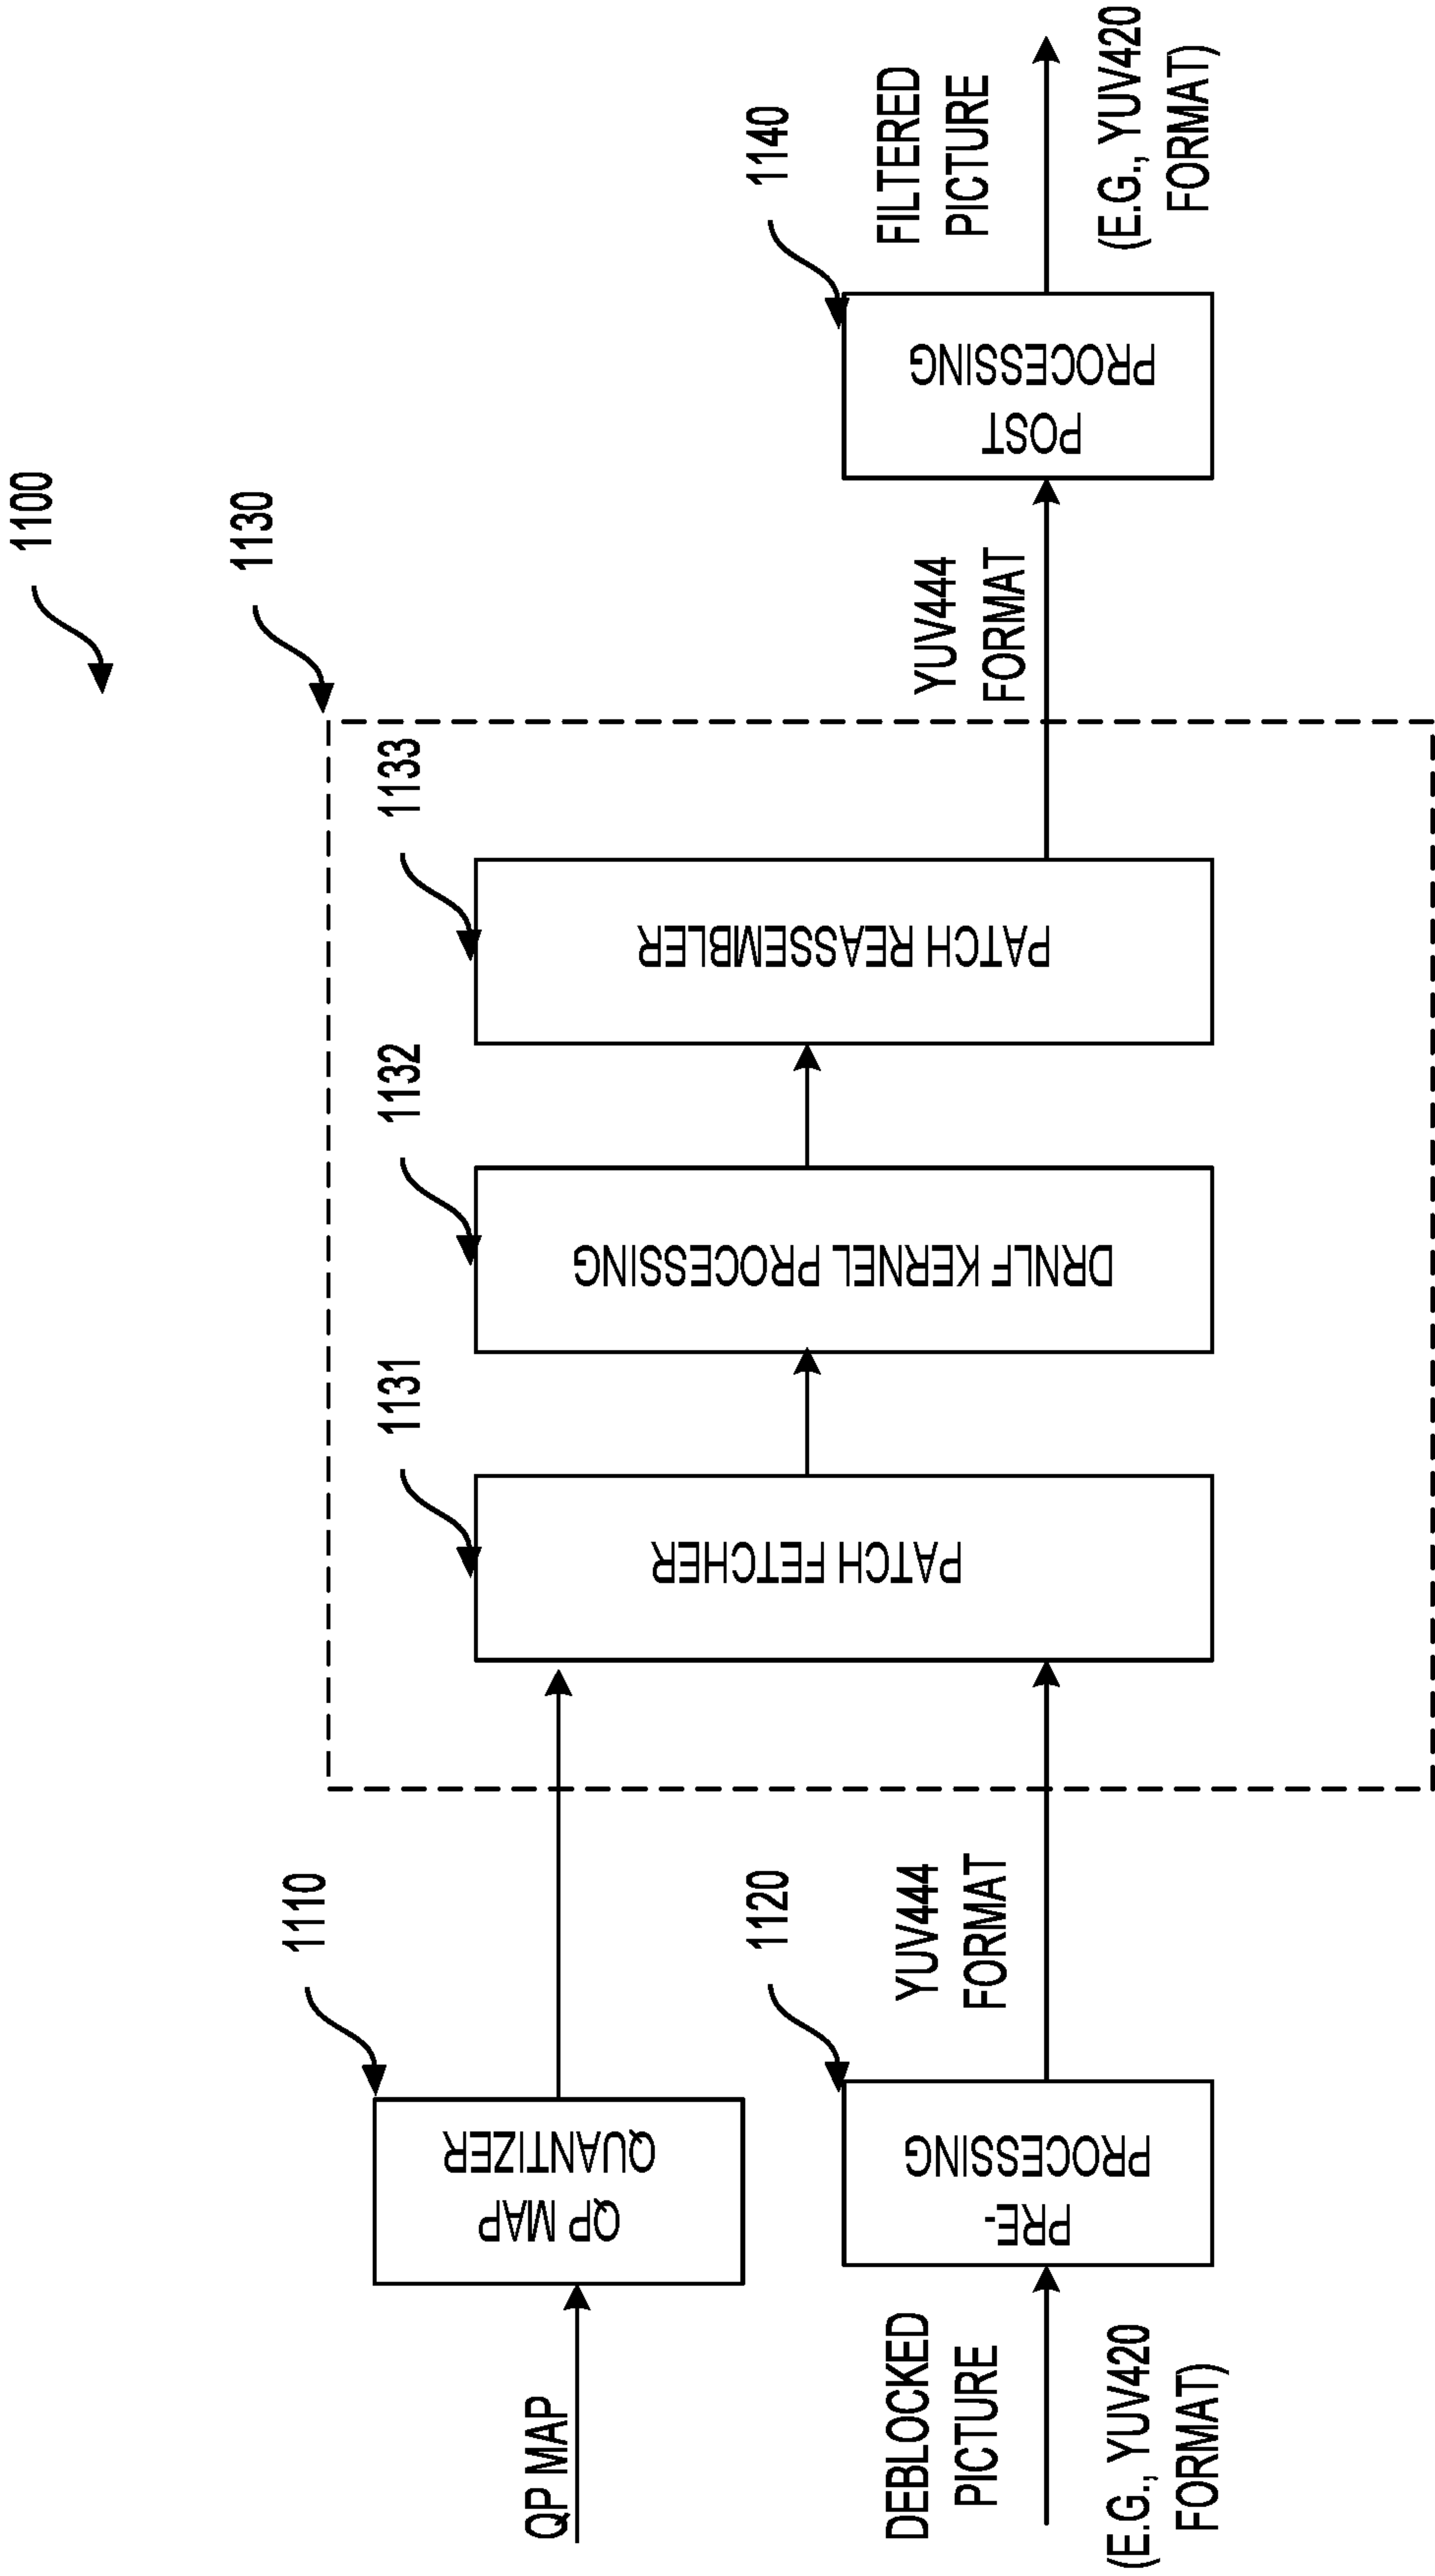 1100
1130
1110
QP MAP
QP MAP
QUANTIZER
1131
PATCH FETCHER
1132
DRNLF KERNEL PROCESSING
1133
PATCH REASSEMBLER
1120
DEBLOCKED
PICTURE
(E.G., YUV420
FORMAT)
PRE-
PROCESSING
YUV444
FORMAT
YUV444
FORMAT
1140
POST
PROCESSING
FILTERED
PICTURE
(E.G., YUV420
FORMAT)